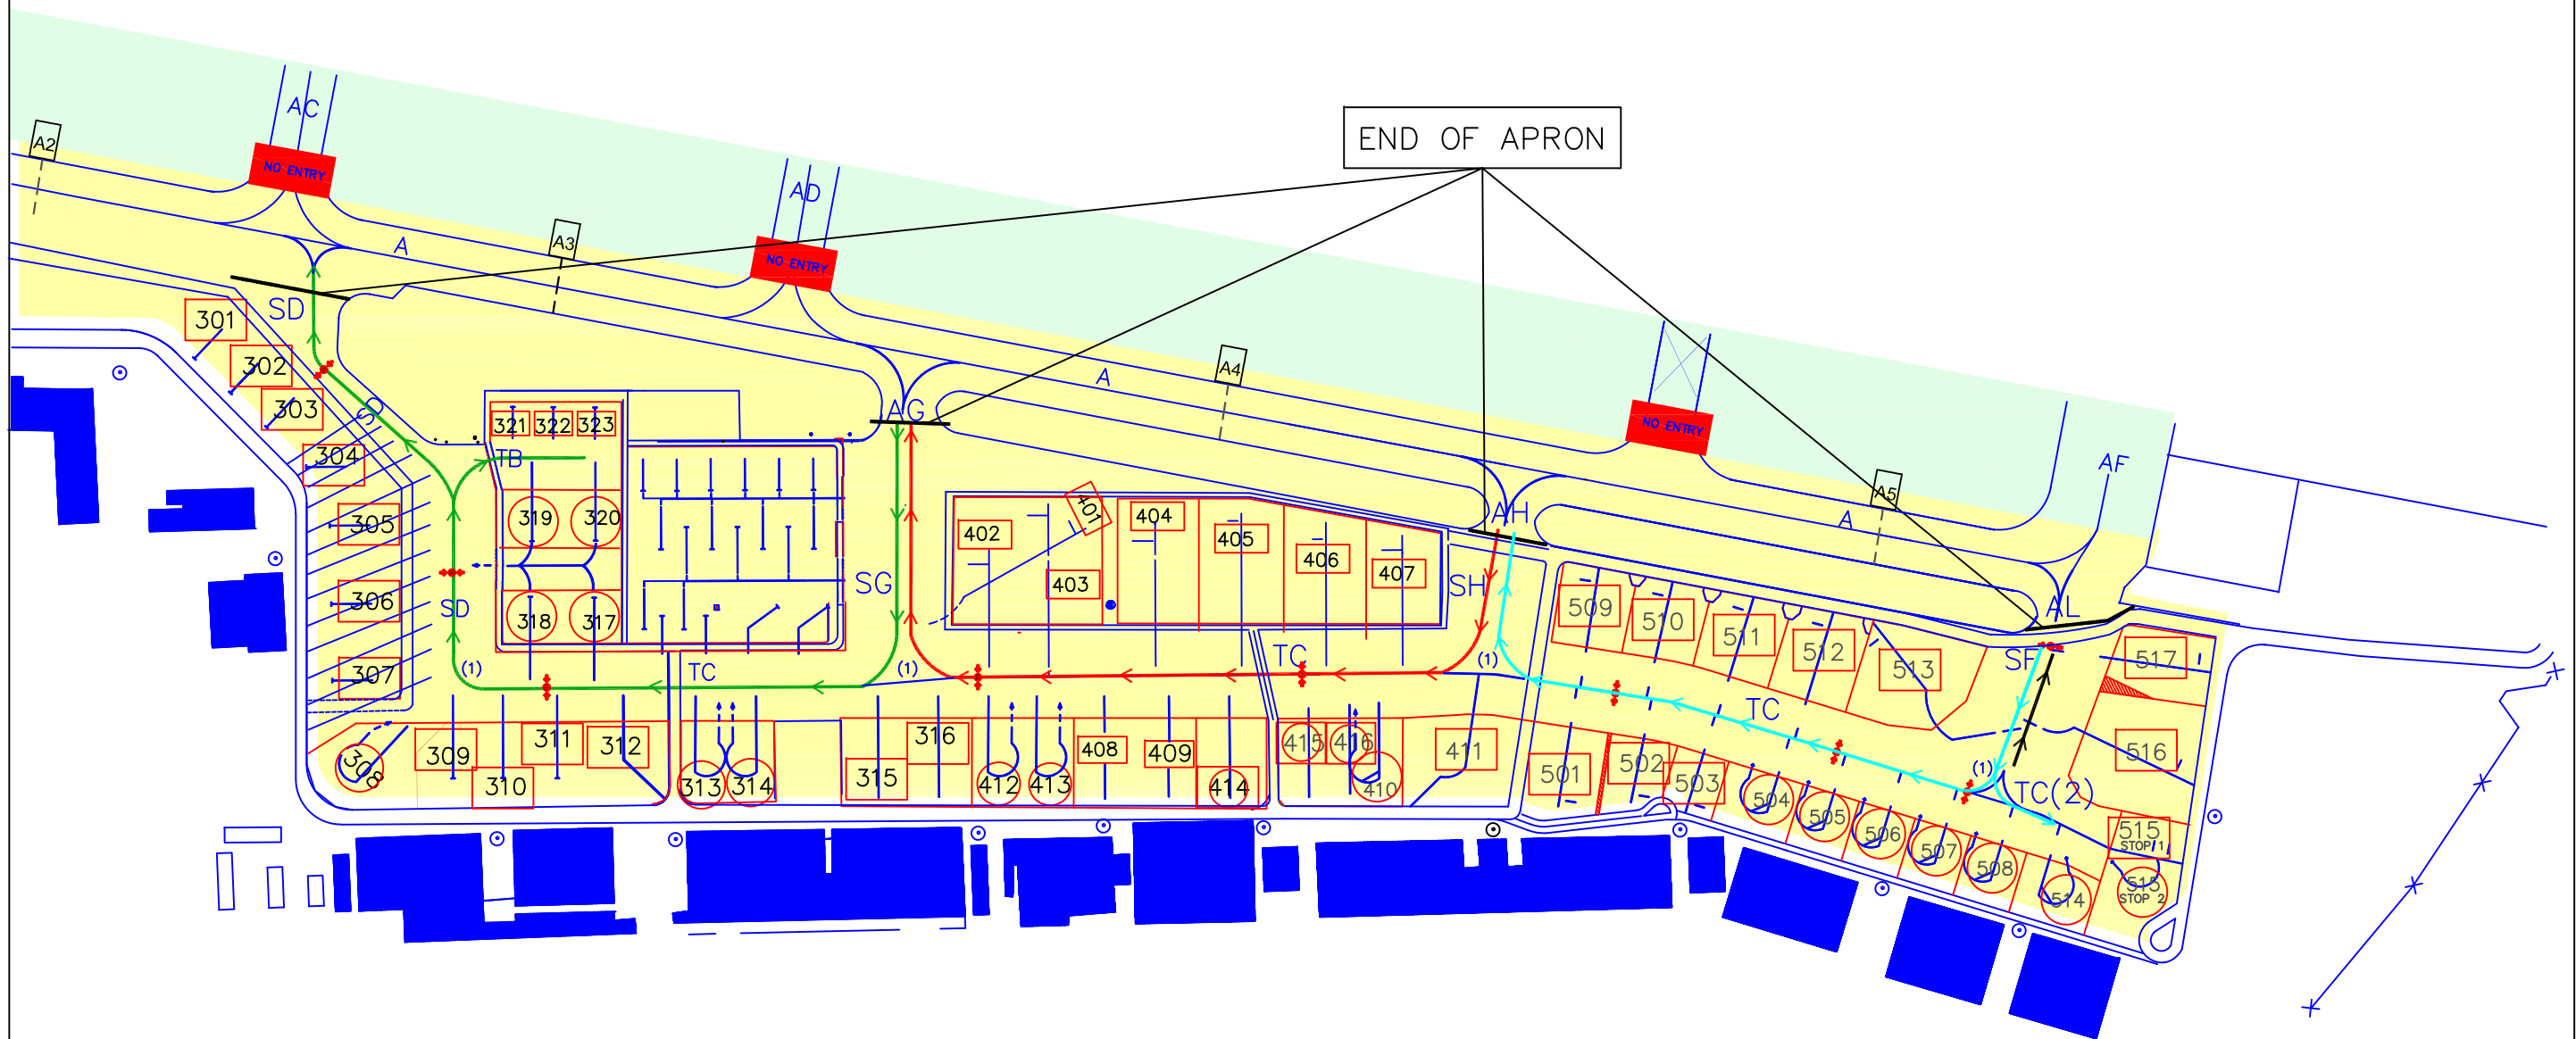 END OF APRON
AC
A2
NO ENTRY
AD
A
A3
NO ENTRY
SD
301
302
303
SD
304
305
306
307
308
321
322
323
TB
319
320
318
317
SD
(1)
TC
309
310
311
312
313
314
AG
SG
(1)
A
A4
402
401
403
404
405
406
407
TC
315
316
412
413
408
409
414
415
416
410
411
NO ENTRY
AH
SH
(1)
A
A5
AF
AL
SF
509
510
511
512
513
TC
(1)
TC(2)
501
502
503
504
505
506
507
508
514
517
516
515
STOP 1
515
STOP 2